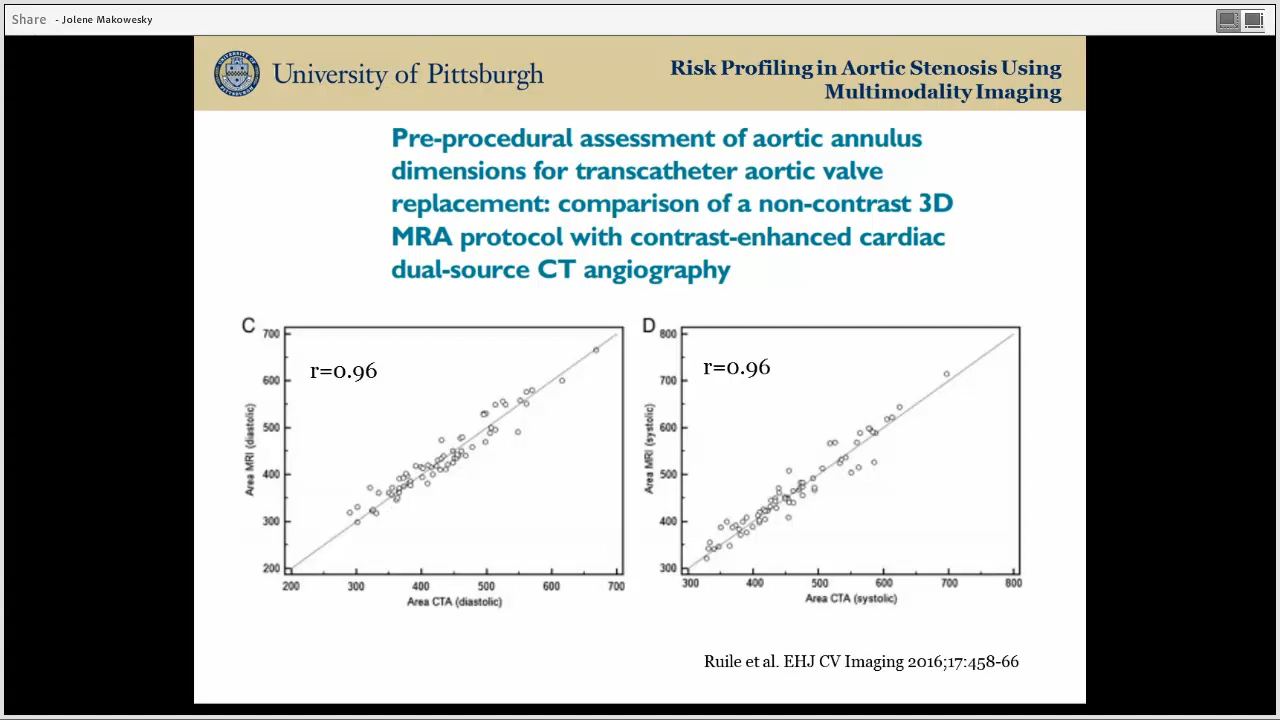 Share - Jolene Makowesky
University of Pittsburgh
Risk Profiling in Aortic Stenosis Using
Multimodality Imaging
Pre-procedural assessment of aortic annulus
dimensions for transcatheter aortic valve
replacement: comparison of a non-contrast 3D
MRA protocol with contrast-enhanced cardiac
dual-source CT angiography
C
r=0.96
Area MRI (diastolic)
700
600
500
400
300
200
200 300 400 500 600 700
Area CTA (diastolic)
D
r=0.96
Area MRI (systolic)
800
700
600
500
400
300
300 400 500 600 700 800
Area CTA (systolic)
Ruile et al. EHJ CV Imaging 2016;17:458-66